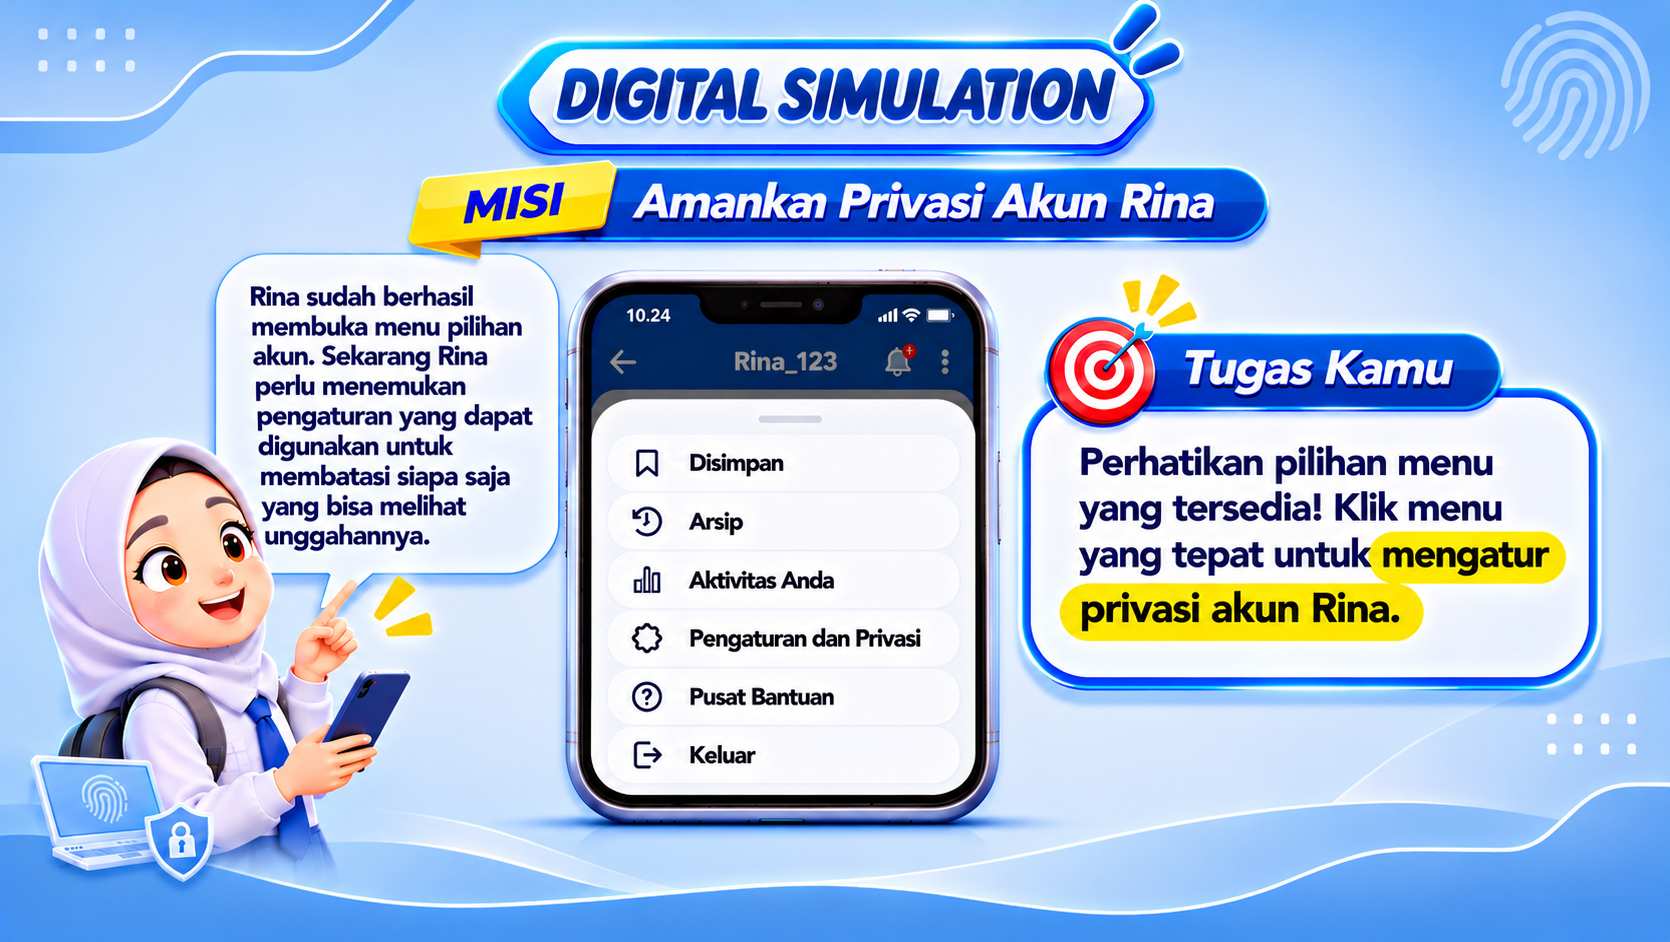 DIGITAL SIMULATION
MISI
Amankan Privasi Akun Rina
Rina sudah berhasil
membuka menu pilihan
akun. Sekarang Rina
perlu menemukan
pengaturan yang dapat
digunakan untuk
membatasi siapa saja
yang bisa melihat
unggahannya.
10.24
Rina_123
Disimpan
Arsip
Aktivitas Anda
Pengaturan dan Privasi
Pusat Bantuan
Keluar
Tugas Kamu
Perhatikan pilihan menu
yang tersedia! Klik menu
yang tepat untuk mengatur
privasi akun Rina.